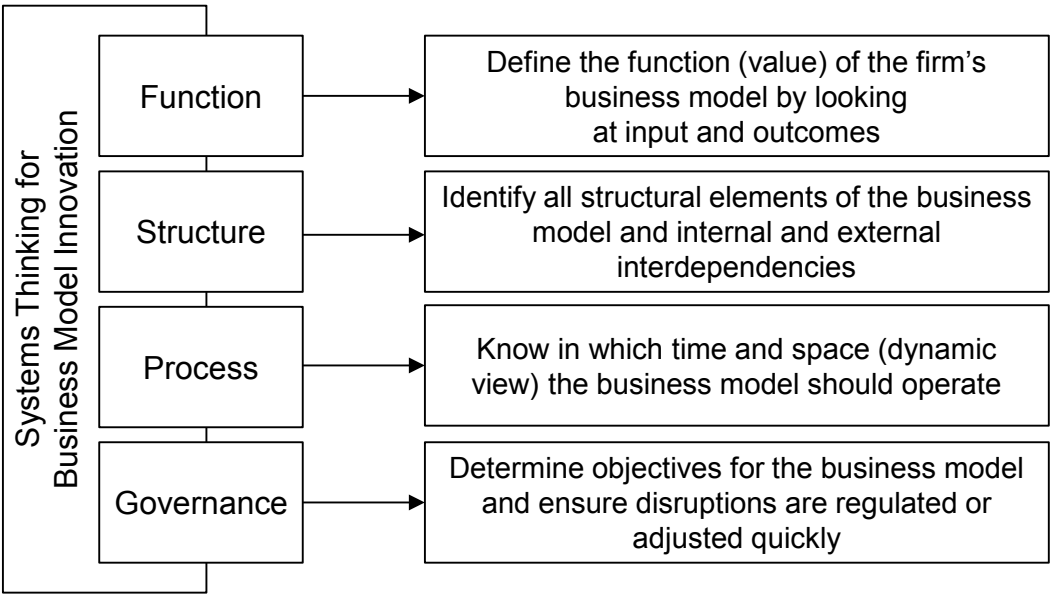 Systems Thinking for
Business Model Innovation
Function
Define the function (value) of the firm's
business model by looking
at input and outcomes
Structure
Identify all structural elements of the business
model and internal and external
interdependencies
Process
Know in which time and space (dynamic
view) the business model should operate
Governance
Determine objectives for the business model
and ensure disruptions are regulated or
adjusted quickly